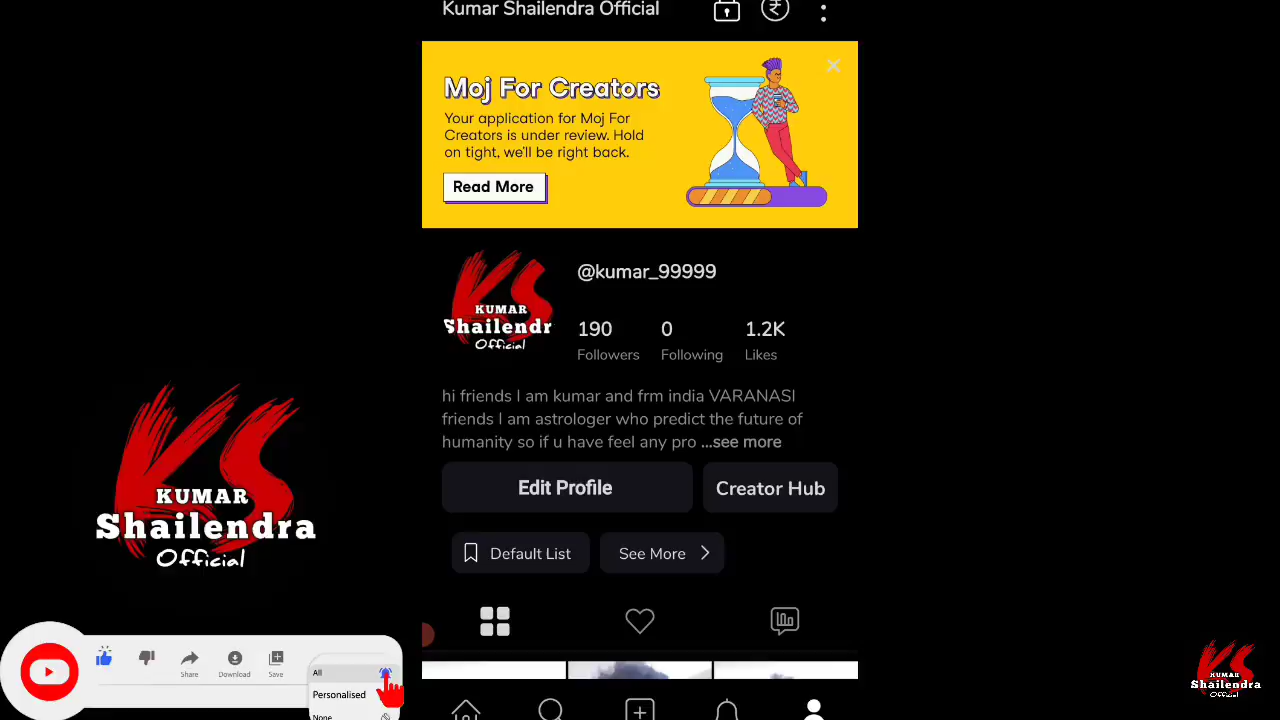 Kumar Shailendra Official
Moj For Creators
Your application for Moj For
Creators is under review. Hold
on tight, we'll be right back.
Read More
KUMAR
Shailendr
Official
@kumar_99999
190 0 1.2K
Followers Following Likes
hi friends I am kumar and frm india VARANASI
friends I am astrologer who predict the future of
humanity so if u have feel any pro ...see more
Edit Profile Creator Hub
Default List See More
KS
KUMAR
Shailendra
Official
Share Download Save
All
Personalised
None
KUMAR
Shailendra
Official